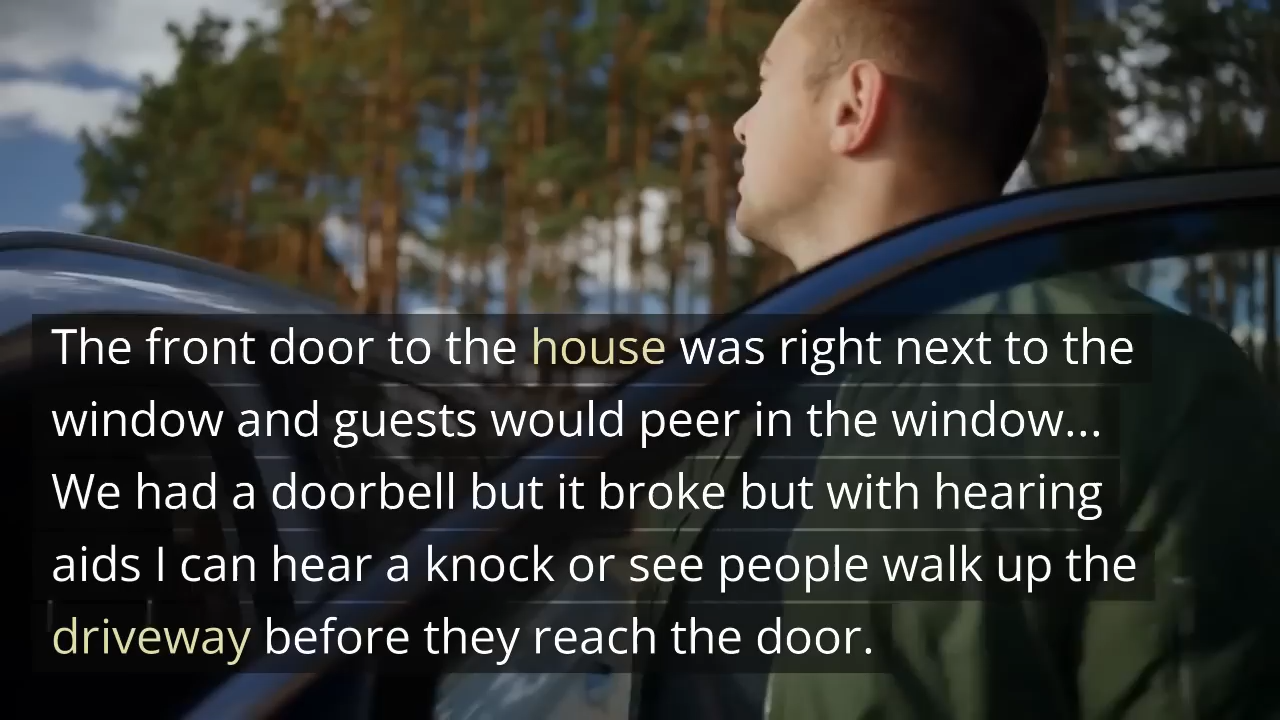 The front door to the house was right next to the
window and guests would peer in the window...
We had a doorbell but it broke but with hearing
aids I can hear a knock or see people walk up the
driveway before they reach the door.